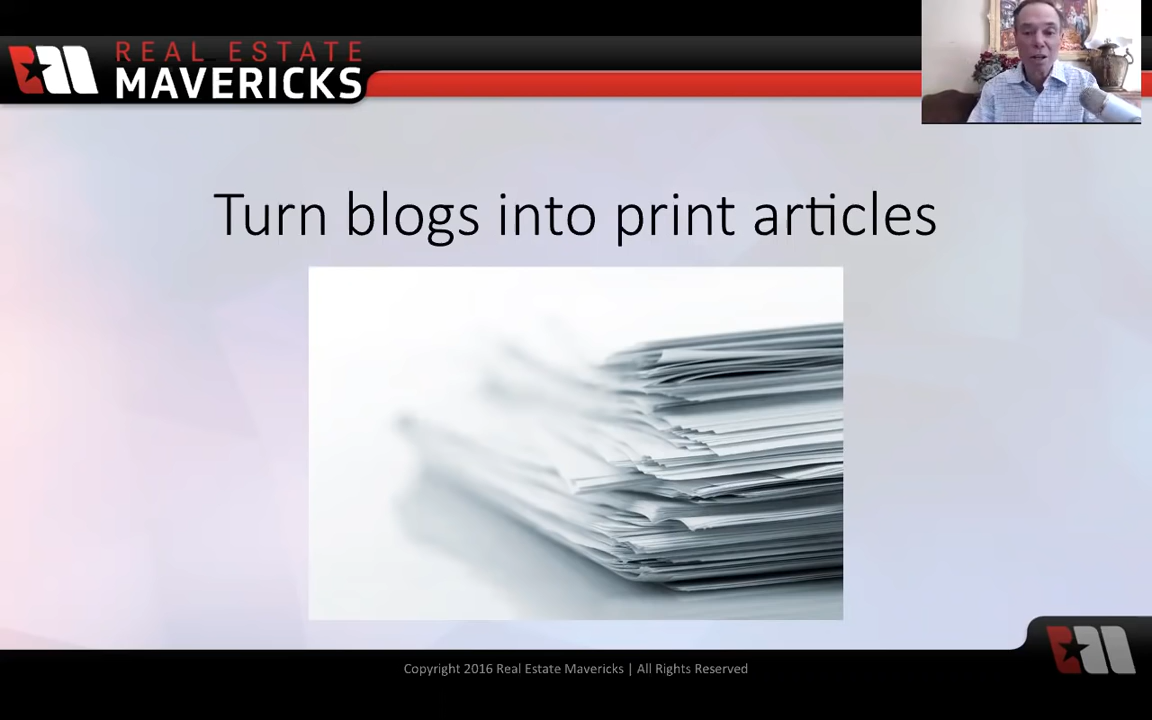 REAL ESTATE
MAVERICKS
Turn blogs into print articles
Copyright 2016 Real Estate Mavericks | All Rights Reserved